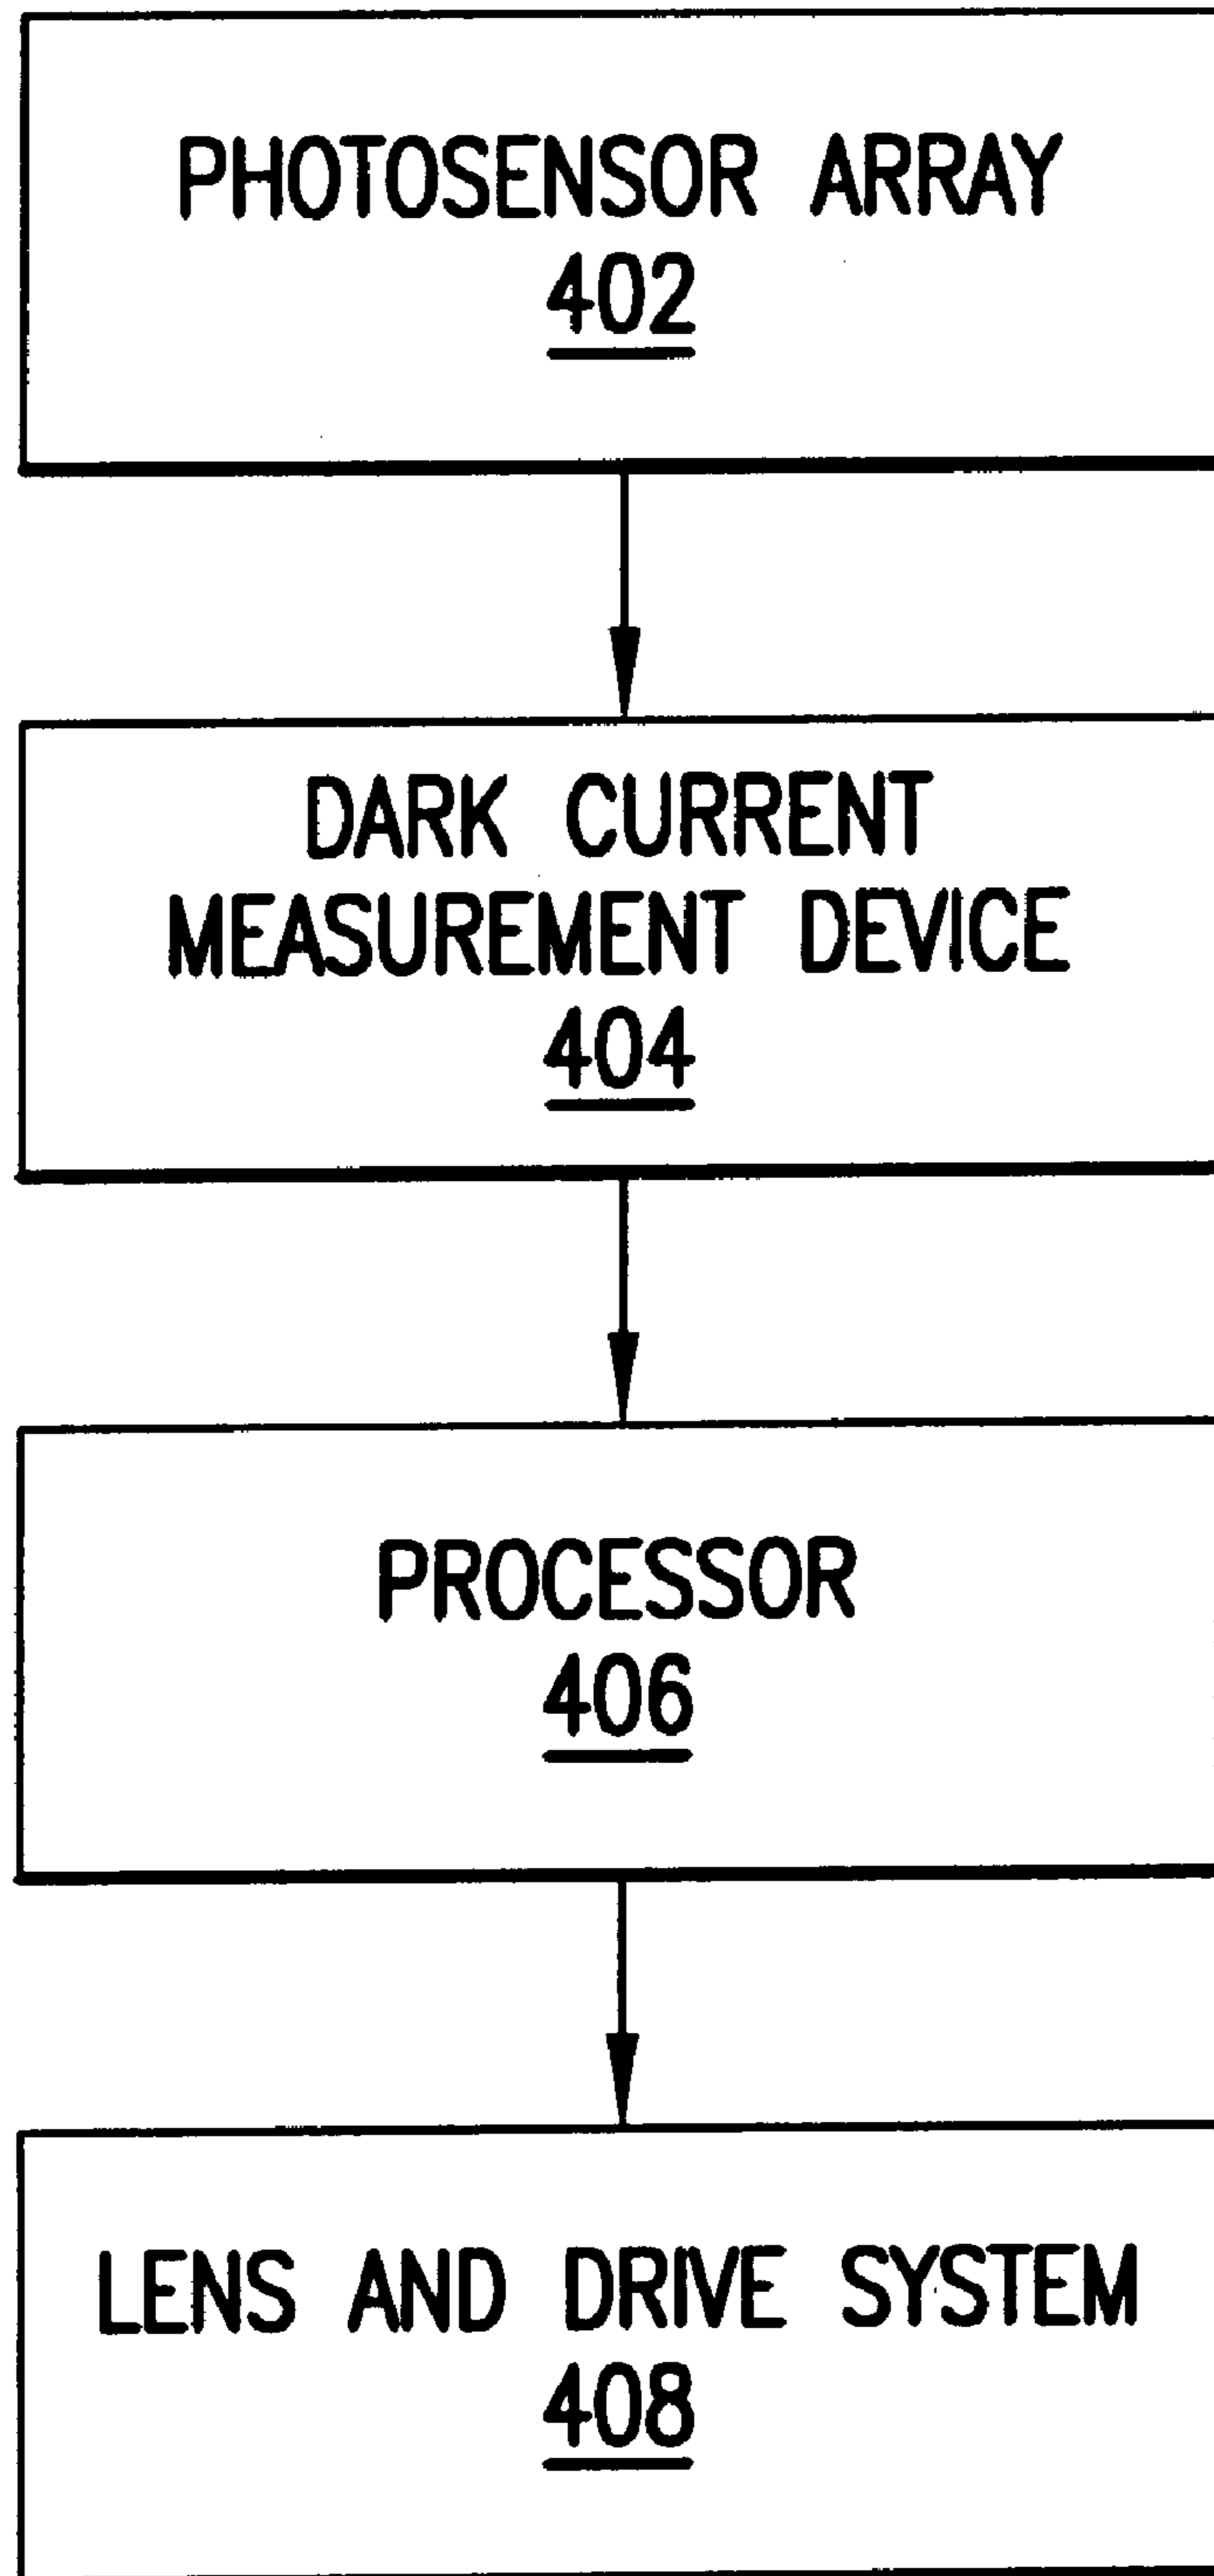 PHOTOSENSOR ARRAY
402
DARK CURRENT
MEASUREMENT DEVICE
404
PROCESSOR
406
LENS AND DRIVE SYSTEM
408